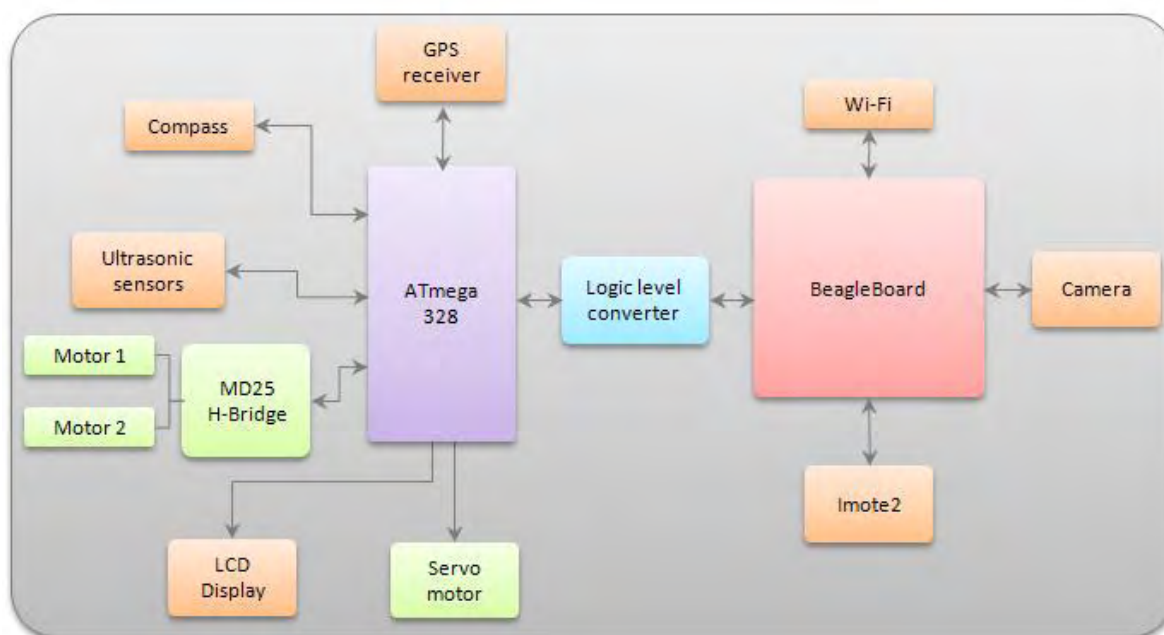 GPS
receiver
Wi-Fi
Compass
Ultrasonic
sensors
ATmega
328
Logic level
converter
BeagleBoard
Camera
Motor 1
Motor 2
MD25
H-Bridge
Imote2
LCD
Display
Servo
motor